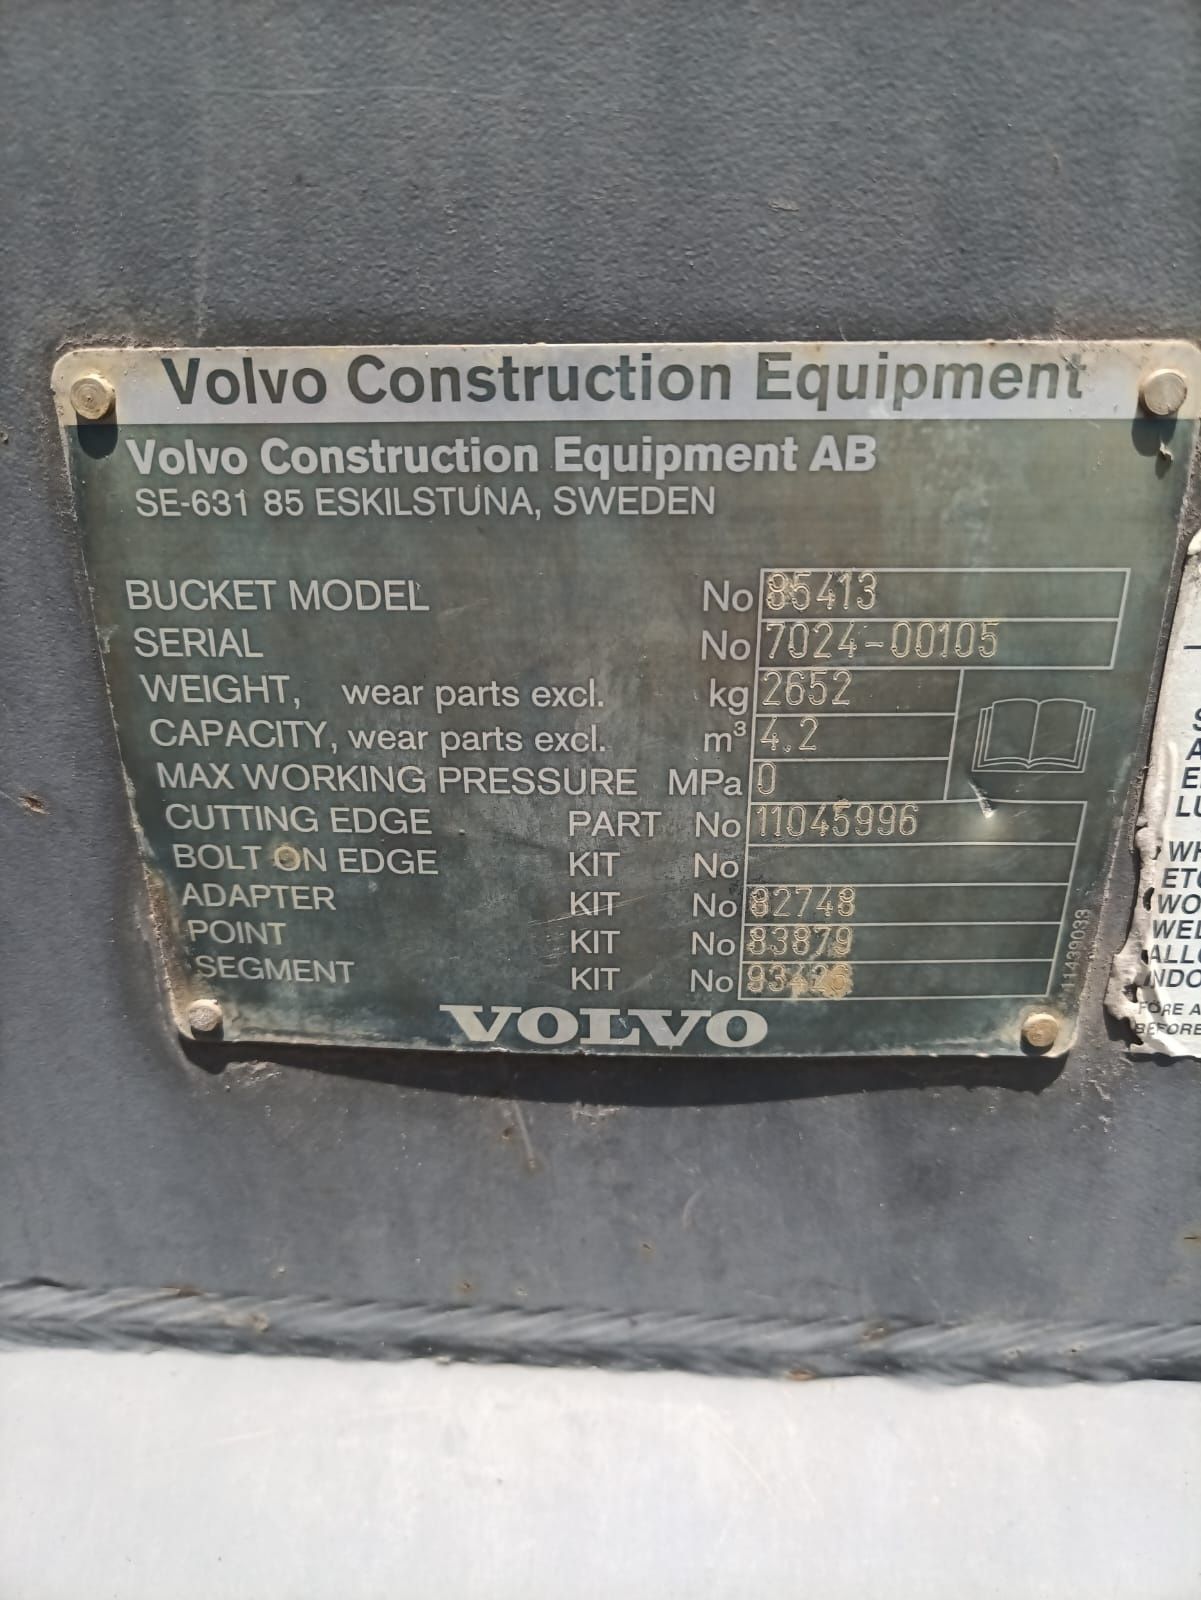 Volvo Construction Equipment
Volvo Construction Equipment AB
SE-631 85 ESKILSTUNA, SWEDEN
BUCKET MODEL No 85413
SERIAL No 7024-00105
WEIGHT, wear parts excl. kg 2652
CAPACITY, wear parts excl. m³ 4.2
MAX WORKING PRESSURE MPa 0
CUTTING EDGE PART No 11045996
BOLT ON EDGE KIT No
ADAPTER KIT No 82748
POINT KIT No 83879
SEGMENT KIT No
11439039
VOLVO